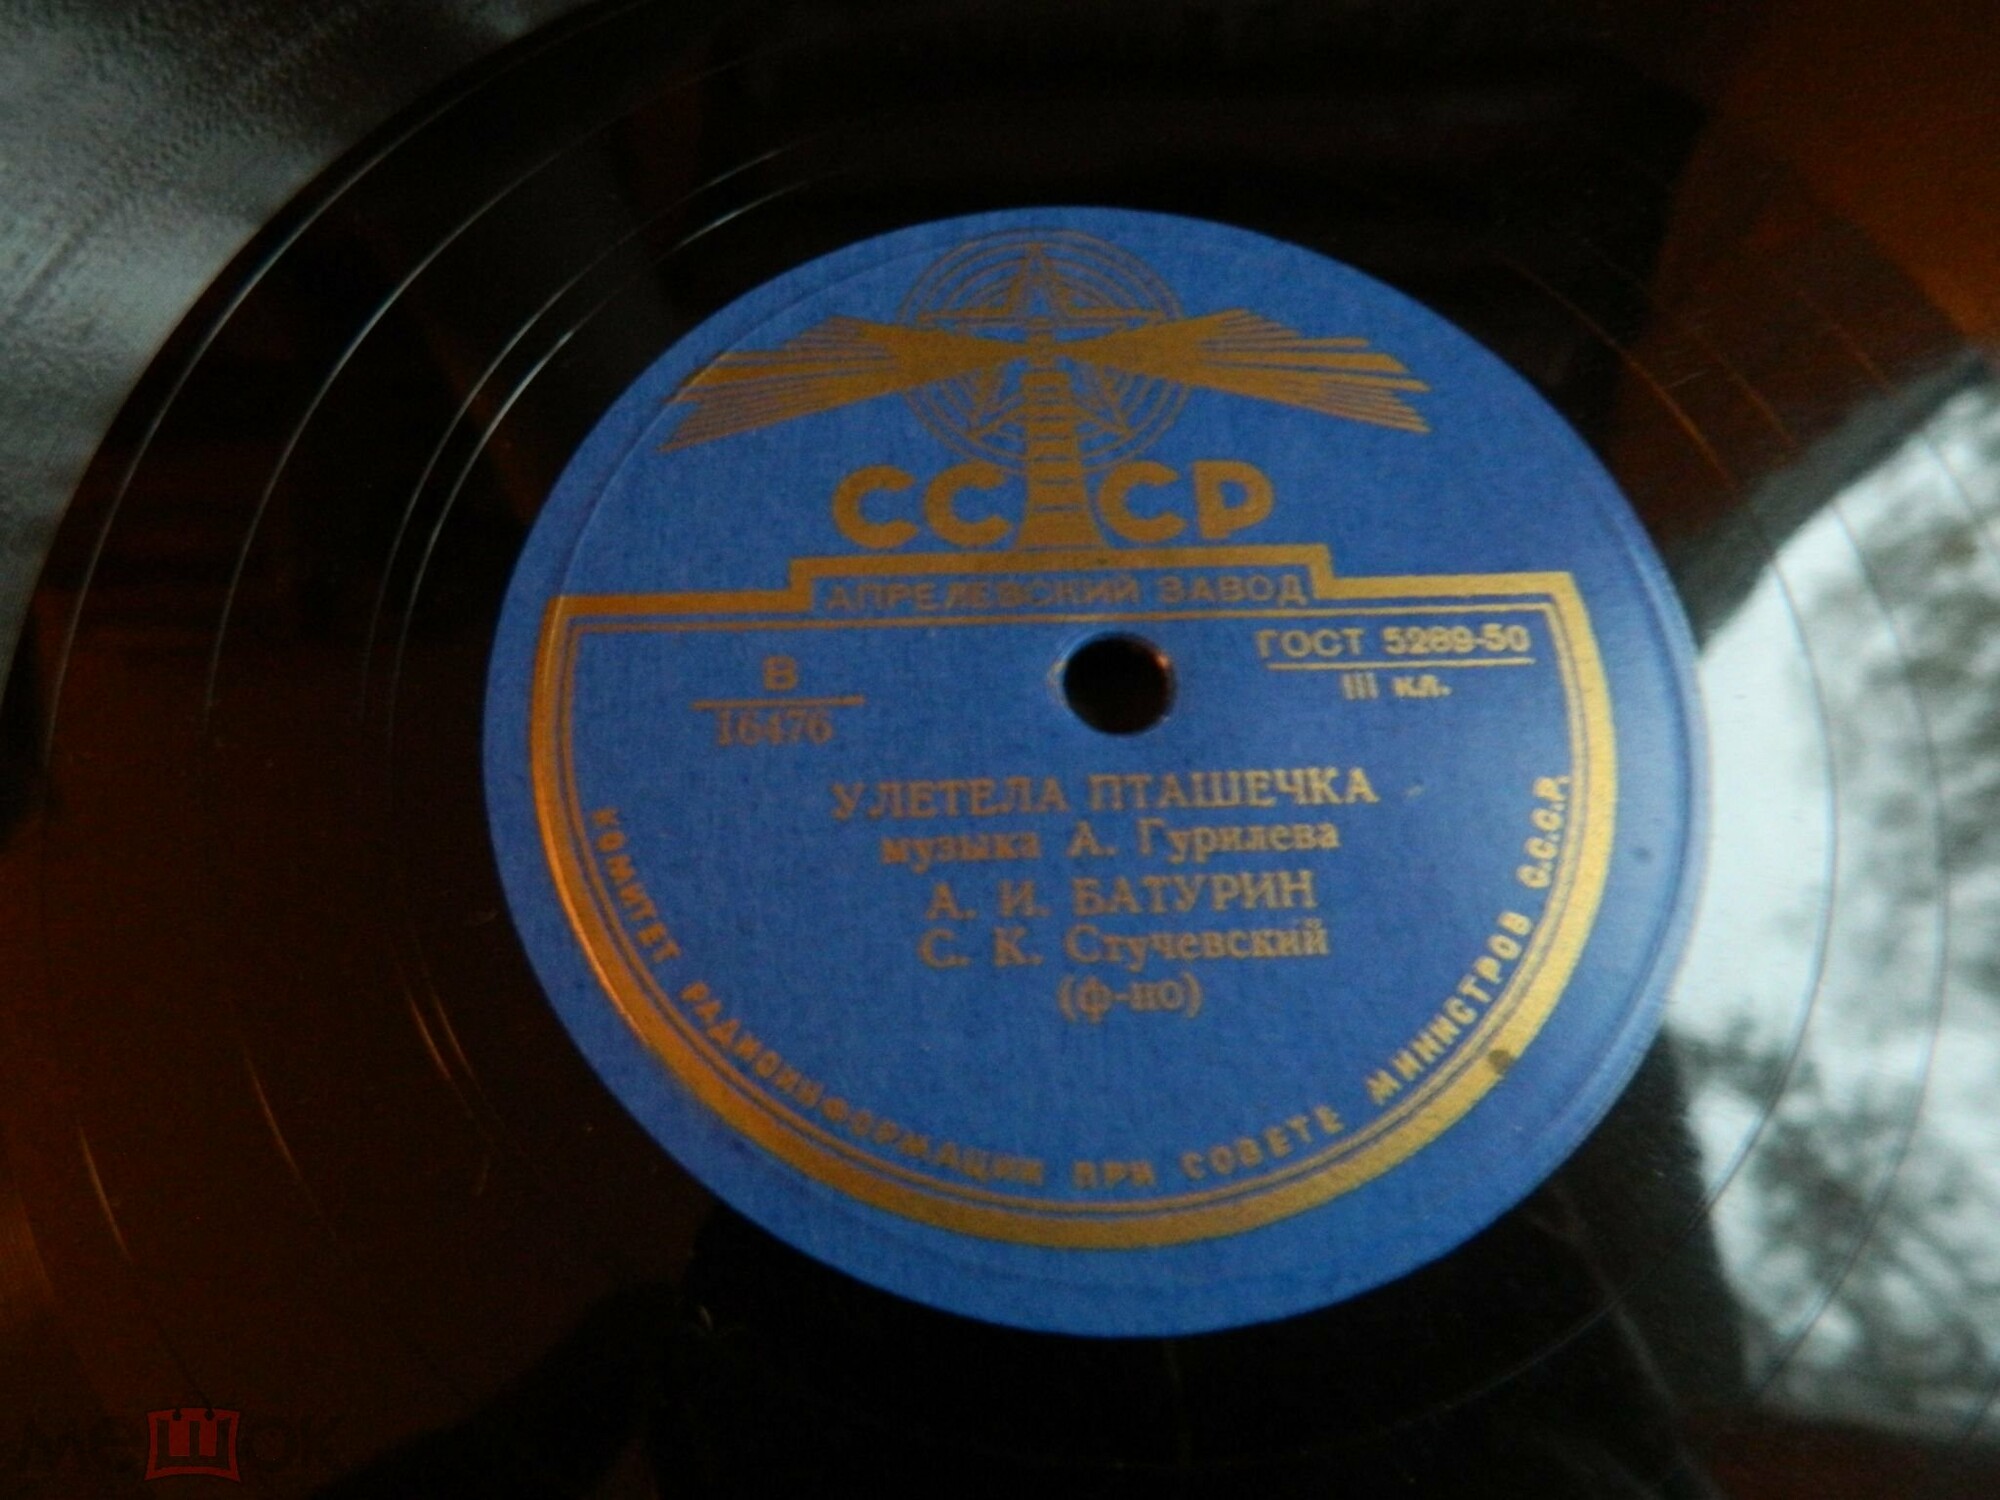 СССР
АПРЕЛЕВСКИЙ ЗАВОД
ГОСТ 5289-50
III кл.
В
16476
УЛЕТЕЛА ПТАШЕЧКА
музыка А. Гурилева
А. И. БАТУРИН
С. К. Стучевский
(ф-но)
КОМИТЕТ РАДИОИНФОРМАЦИИ ПРИ СОВЕТЕ МИНИСТРОВ С.С.С.Р.
мешок